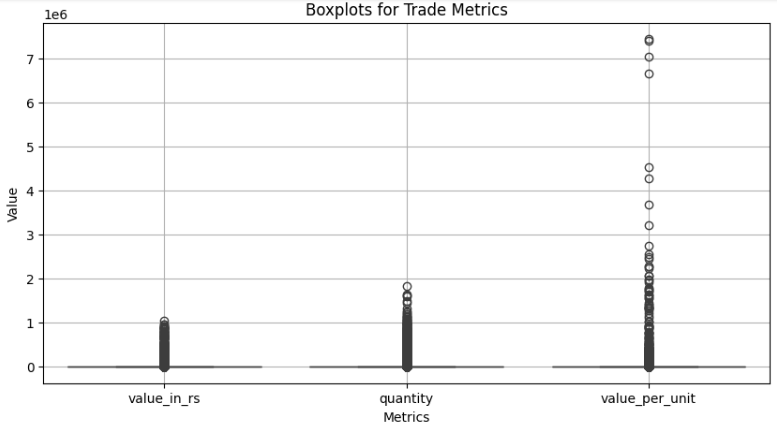 Boxplots for Trade Metrics
1e6
7
6
5
4
3
2
1
0
Value
value_in_rs quantity value_per_unit
Metrics